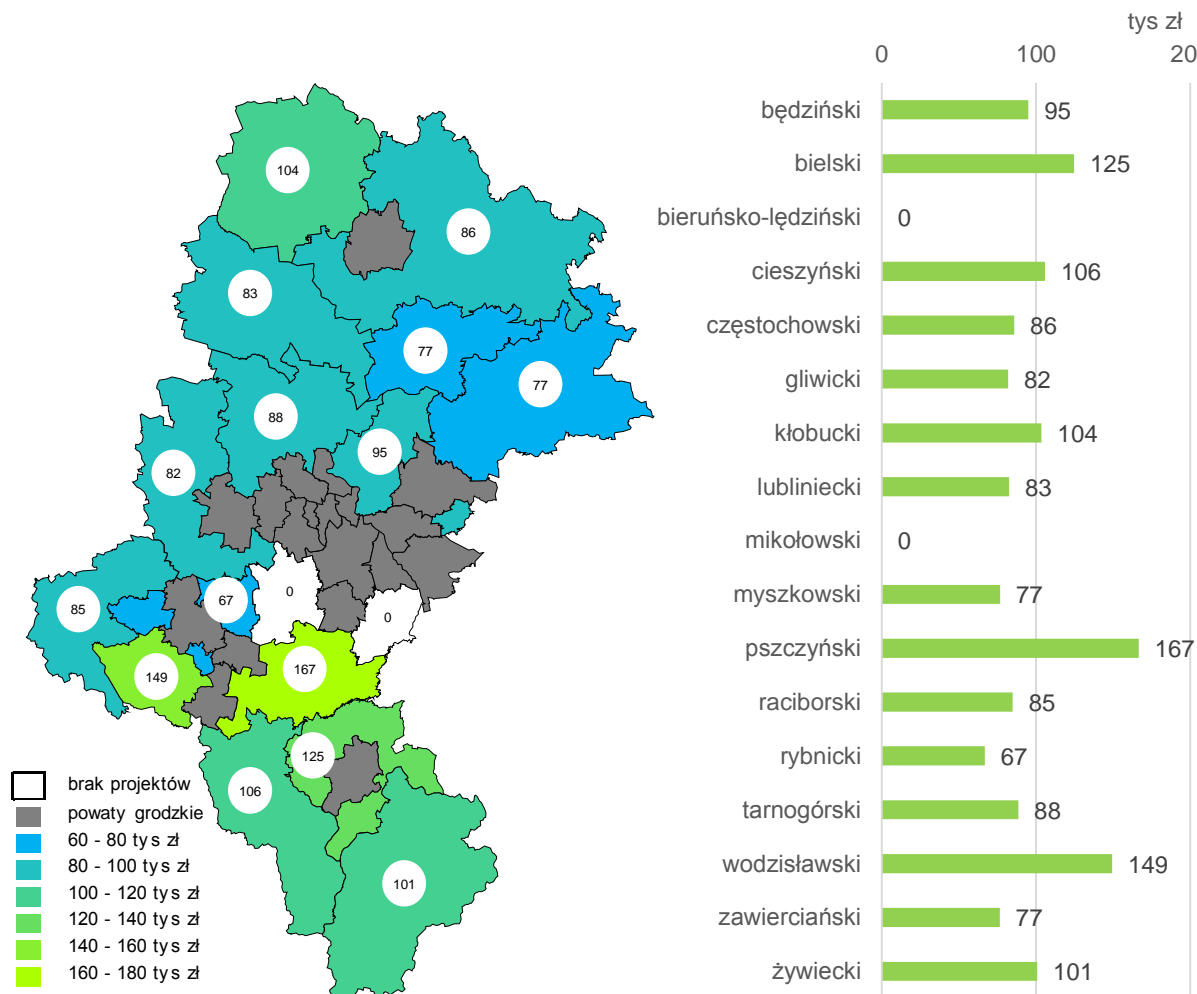 104
86
83
77
77
88
95
82
85
67
0
0
149
167
125
106
101
brak projektów
powaty grodzkie
60 - 80 tys zł
80 - 100 tys zł
100 - 120 tys zł
120 - 140 tys zł
140 - 160 tys zł
160 - 180 tys zł
tys zł
0 100 20
będziński 95
bielski 125
bieruńsko-lędziński 0
cieszyński 106
częstochowski 86
gliwicki 82
kłobucki 104
lubliniecki 83
mikołowski 0
myszkowski 77
pszczyński 167
raciborski 85
rybnicki 67
tarnogórski 88
wodzisławski 149
zawierciański 77
żywiecki 101